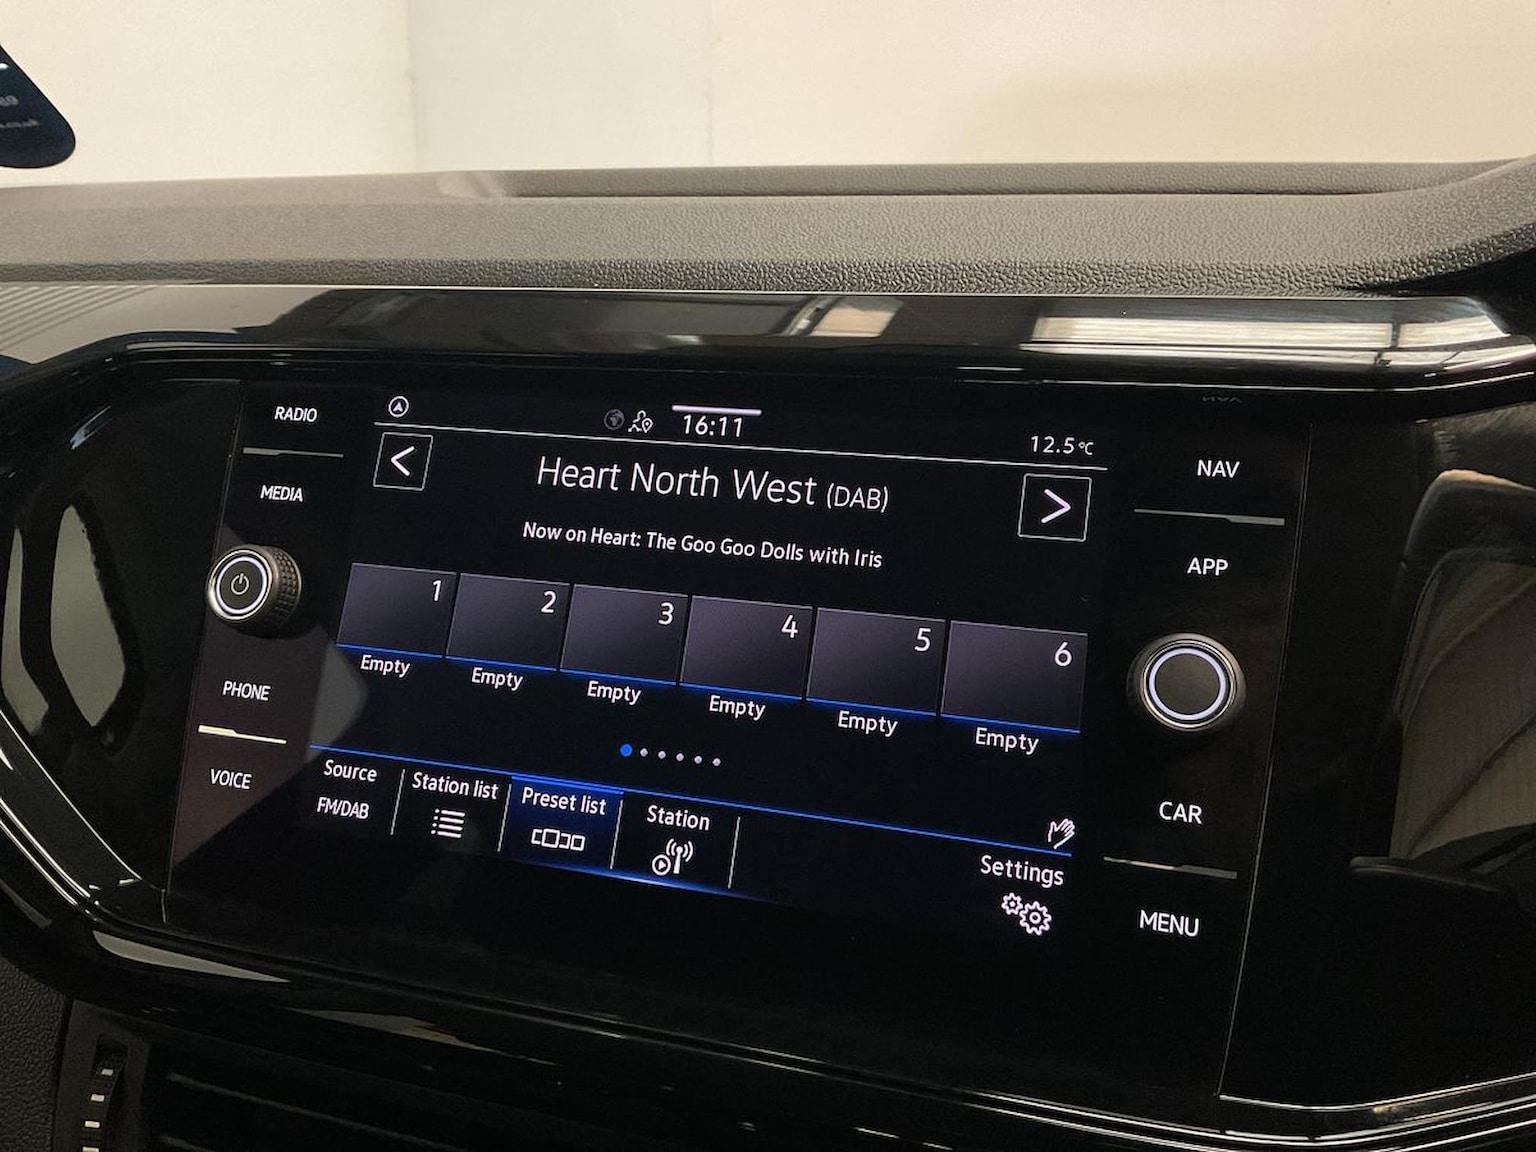 RADIO
MEDIA
PHONE
VOICE
16:11
12.5°C
<
Heart North West (DAB)
>
Now on Heart: The Goo Goo Dolls with Iris
1 2 3 4 5 6
Empty Empty Empty Empty Empty Empty
Source Station list Preset list Station Settings
FM/DAB
NAV
APP
CAR
MENU